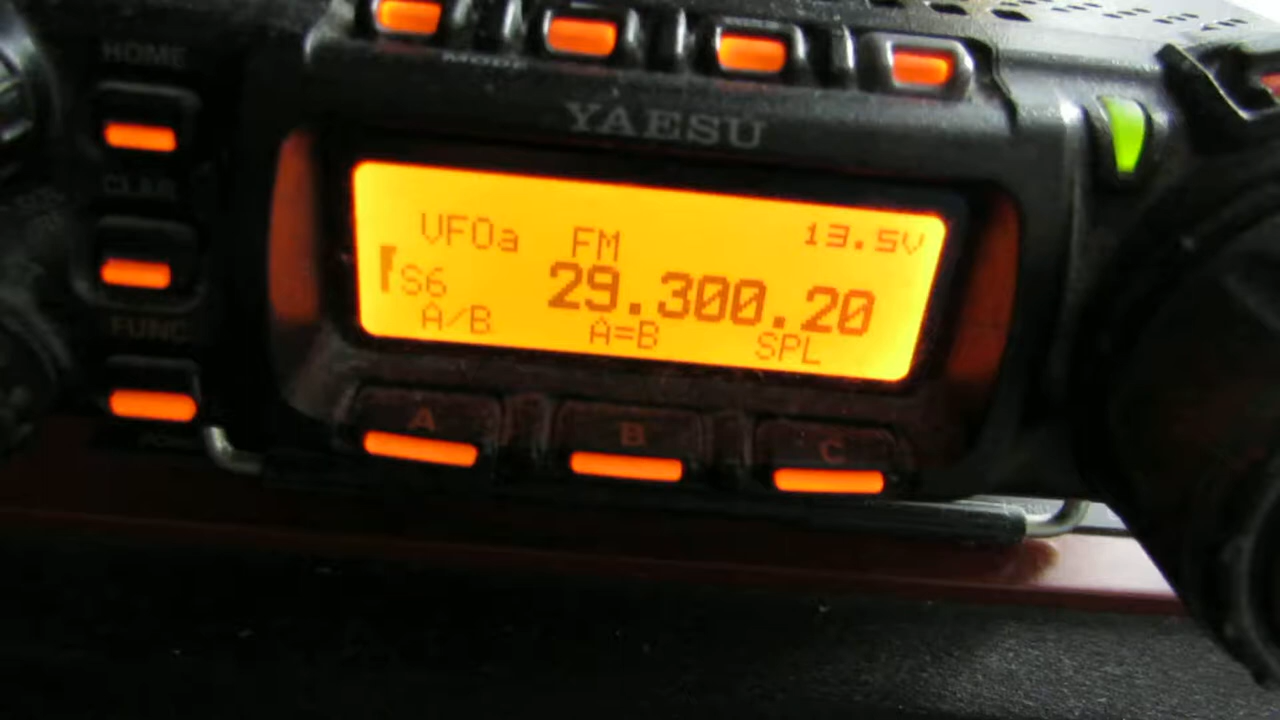 HOME
YAESU
CLAR
VFOa FM 13.5V
S6 29.300.20
A/B A=B SPL
FUNC
A B C